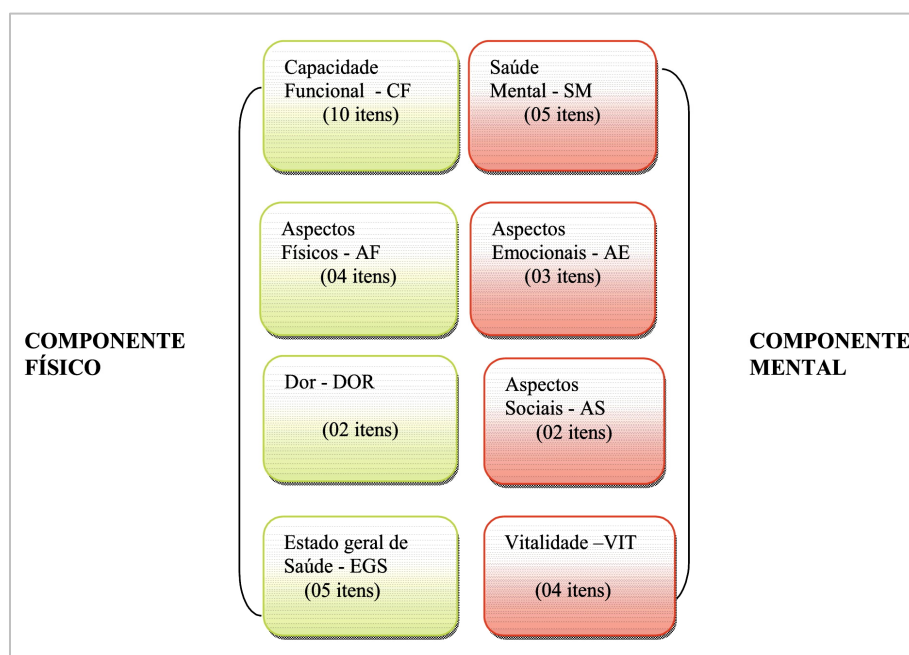 Capacidade
Funcional - CF
(10 itens)
Saúde
Mental - SM
(05 itens)
Aspectos
Físicos - AF
(04 itens)
Aspectos
Emocionais - AE
(03 itens)
COMPONENTE
FÍSICO
COMPONENTE
MENTAL
Dor - DOR
(02 itens)
Aspectos
Sociais - AS
(02 itens)
Estado geral de
Saúde - EGS
(05 itens)
Vitalidade –VIT
(04 itens)